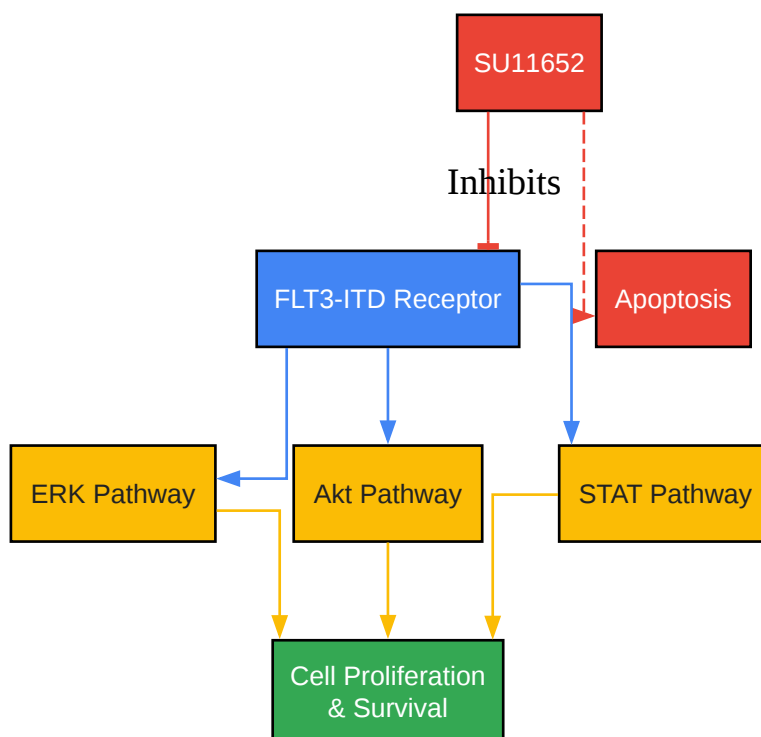 SU11652
Inhibits
FLT3-ITD Receptor
Apoptosis
ERK Pathway
Akt Pathway
STAT Pathway
Cell Proliferation
& Survival